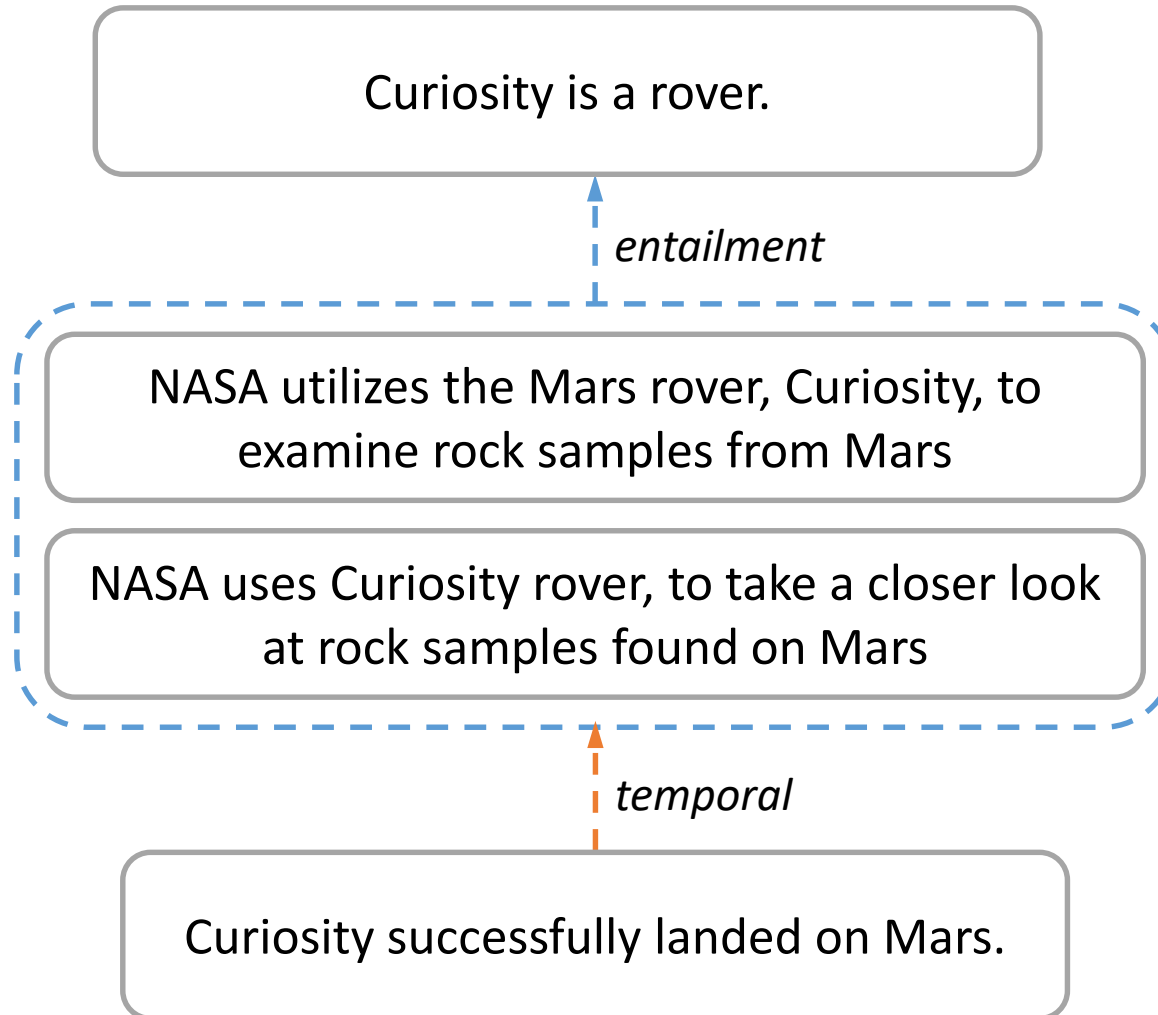 Curiosity is a rover.
entailment
NASA utilizes the Mars rover, Curiosity, to
examine rock samples from Mars
NASA uses Curiosity rover, to take a closer look
at rock samples found on Mars
temporal
Curiosity successfully landed on Mars.